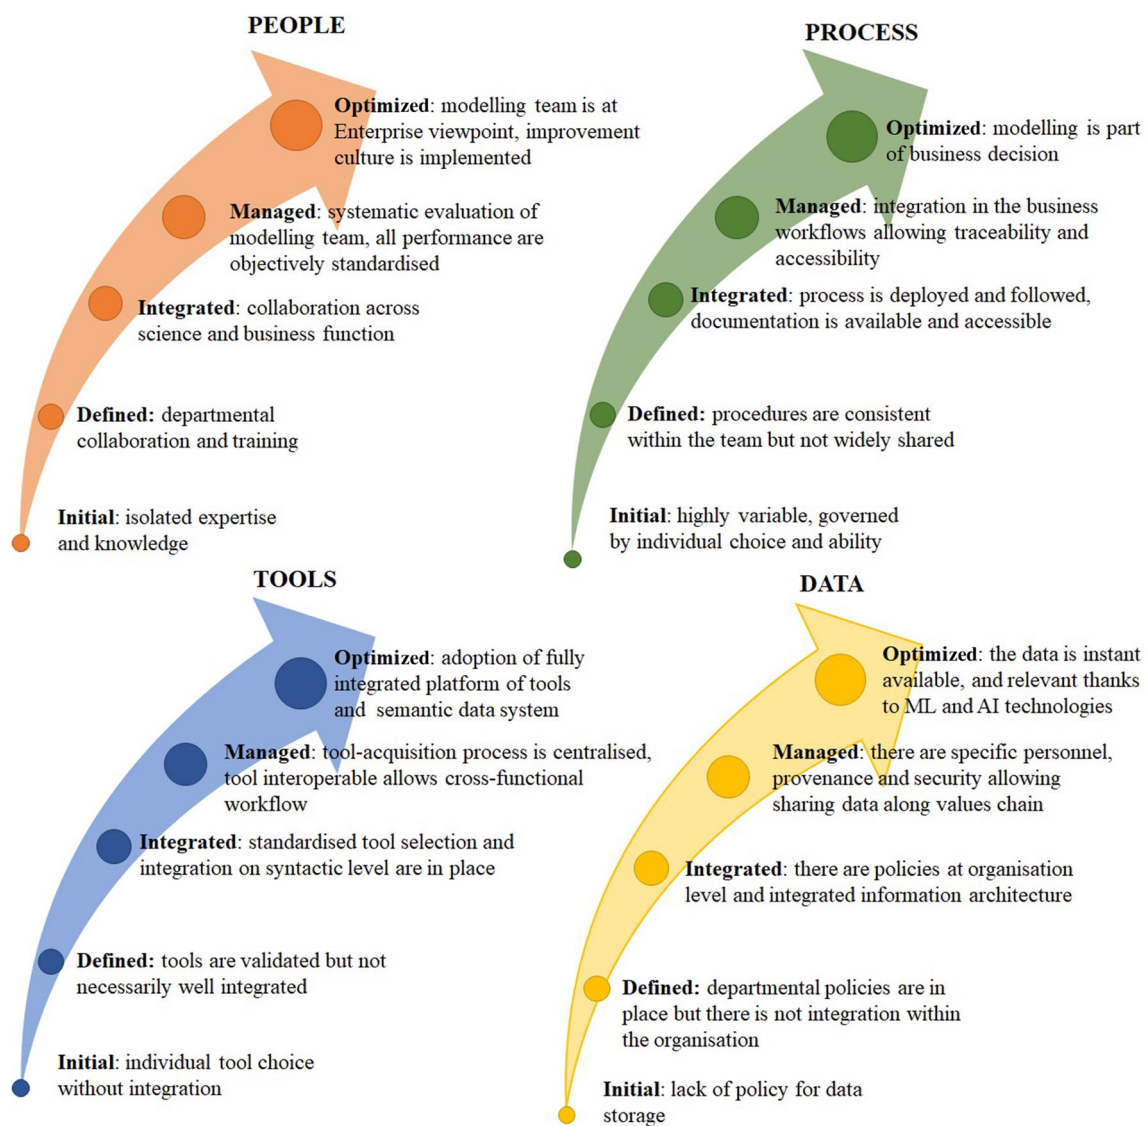 PEOPLE
Optimized: modelling team is at
Enterprise viewpoint, improvement
culture is implemented
Managed: systematic evaluation of
modelling team, all performance are
objectively standardised
Integrated: collaboration across
science and business function
Defined: departmental
collaboration and training
Initial: isolated expertise
and knowledge
PROCESS
Optimized: modelling is part
of business decision
Managed: integration in the business
workflows allowing traceability and
accessibility
Integrated: process is deployed and followed,
documentation is available and accessible
Defined: procedures are consistent
within the team but not widely shared
Initial: highly variable, governed
by individual choice and ability
TOOLS
Optimized: adoption of fully
integrated platform of tools
and semantic data system
Managed: tool-acquisition process is centralised,
tool interoperable allows cross-functional
workflow
Integrated: standardised tool selection and
integration on syntactic level are in place
Defined: tools are validated but not
necessarily well integrated
Initial: individual tool choice
without integration
DATA
Optimized: the data is instant
available, and relevant thanks
to ML and AI technologies
Managed: there are specific personnel,
provenance and security allowing
sharing data along values chain
Integrated: there are policies at organisation
level and integrated information architecture
Defined: departmental policies are in
place but there is not integration within
the organisation
Initial: lack of policy for data
storage